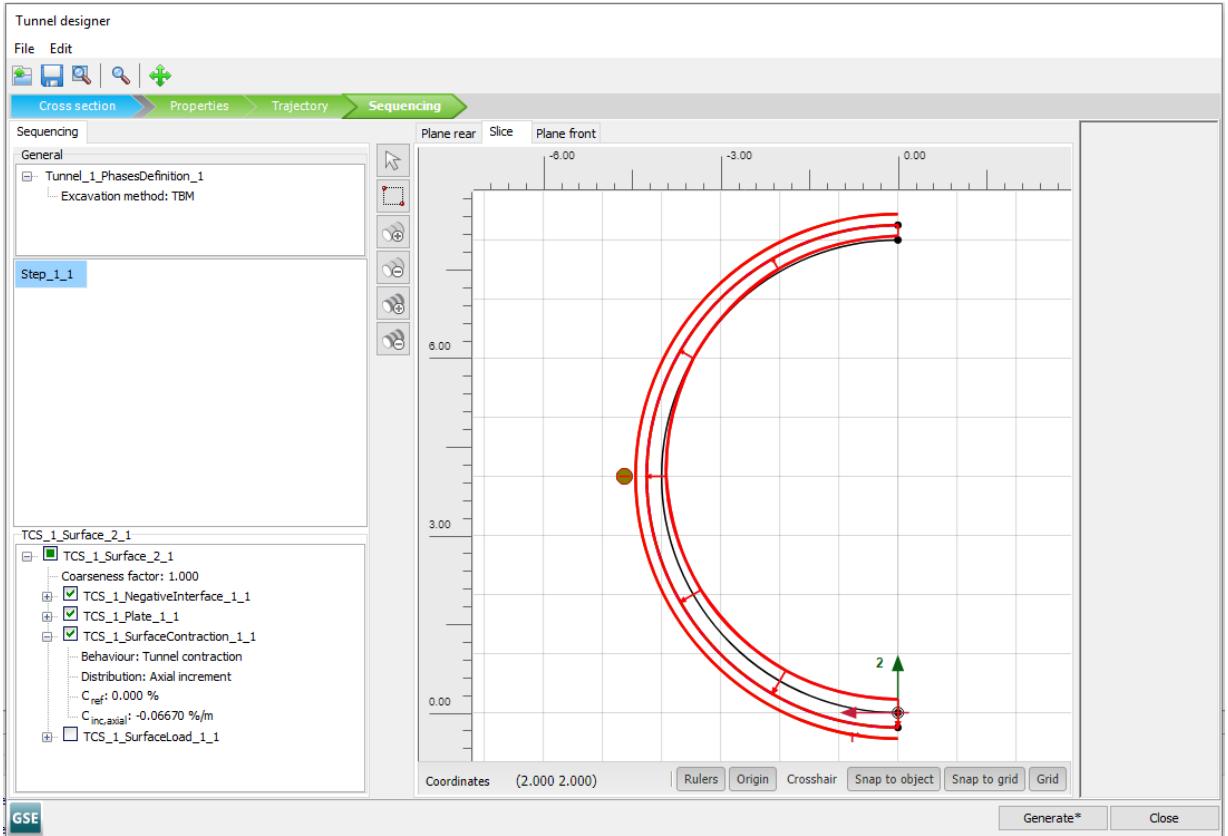 Tunnel designer
File Edit
Cross section Properties Trajectory Sequencing
Sequencing
Plane rear Slice Plane front
General
Tunnel_1_PhasesDefinition_1
Excavation method: TBM
Step_1_1
-6.00 -3.00 0.00
6.00
3.00
0.00
2
1
TCS_1_Surface_2_1
TCS_1_Surface_2_1
Coarseness factor: 1.000
TCS_1_NegativeInterface_1_1
TCS_1_Plate_1_1
TCS_1_SurfaceContraction_1_1
Behaviour: Tunnel contraction
Distribution: Axial increment
Cref: 0.000 %
Cinc,axial: -0.06670 %/m
TCS_1_SurfaceLoad_1_1
Coordinates (2.000 2.000) Rulers Origin Crosshair Snap to object Snap to grid Grid
GSE
Generate* Close